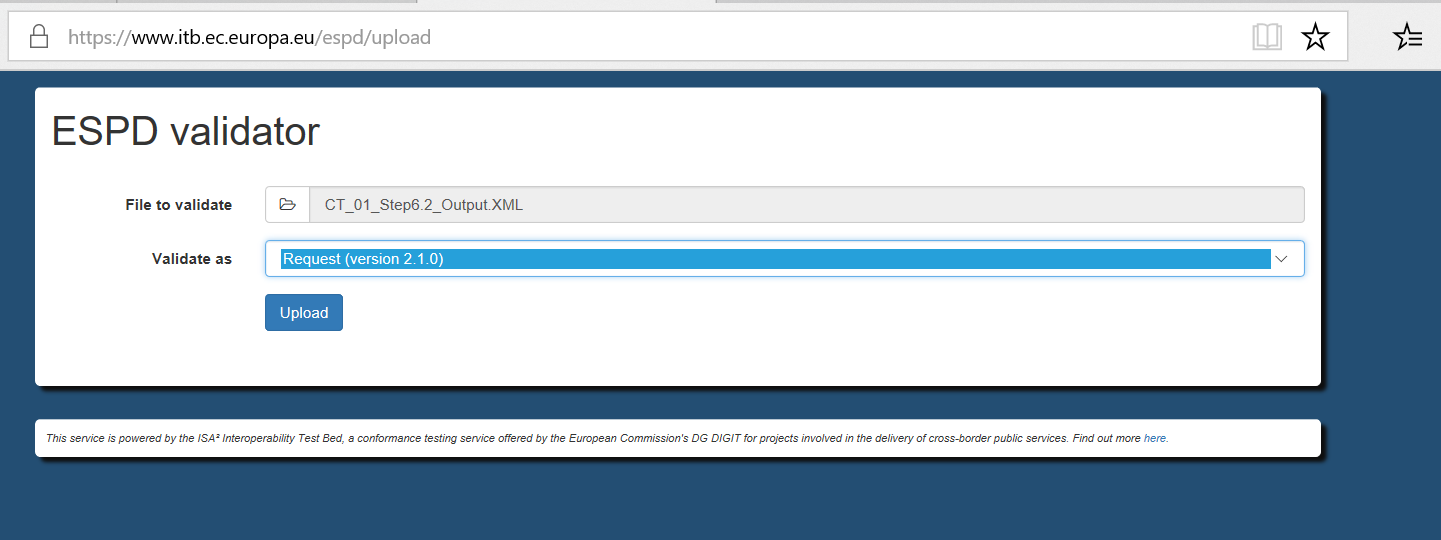 https://www.itb.ec.europa.eu/espd/upload
ESPD validator
File to validate CT_01_Step6.2_Output.XML
Validate as Request (version 2.1.0)
Upload
This service is powered by the ISA² Interoperability Test Bed, a conformance testing service offered by the European Commission's DG DIGIT for projects involved in the delivery of cross-border public services. Find out more here.